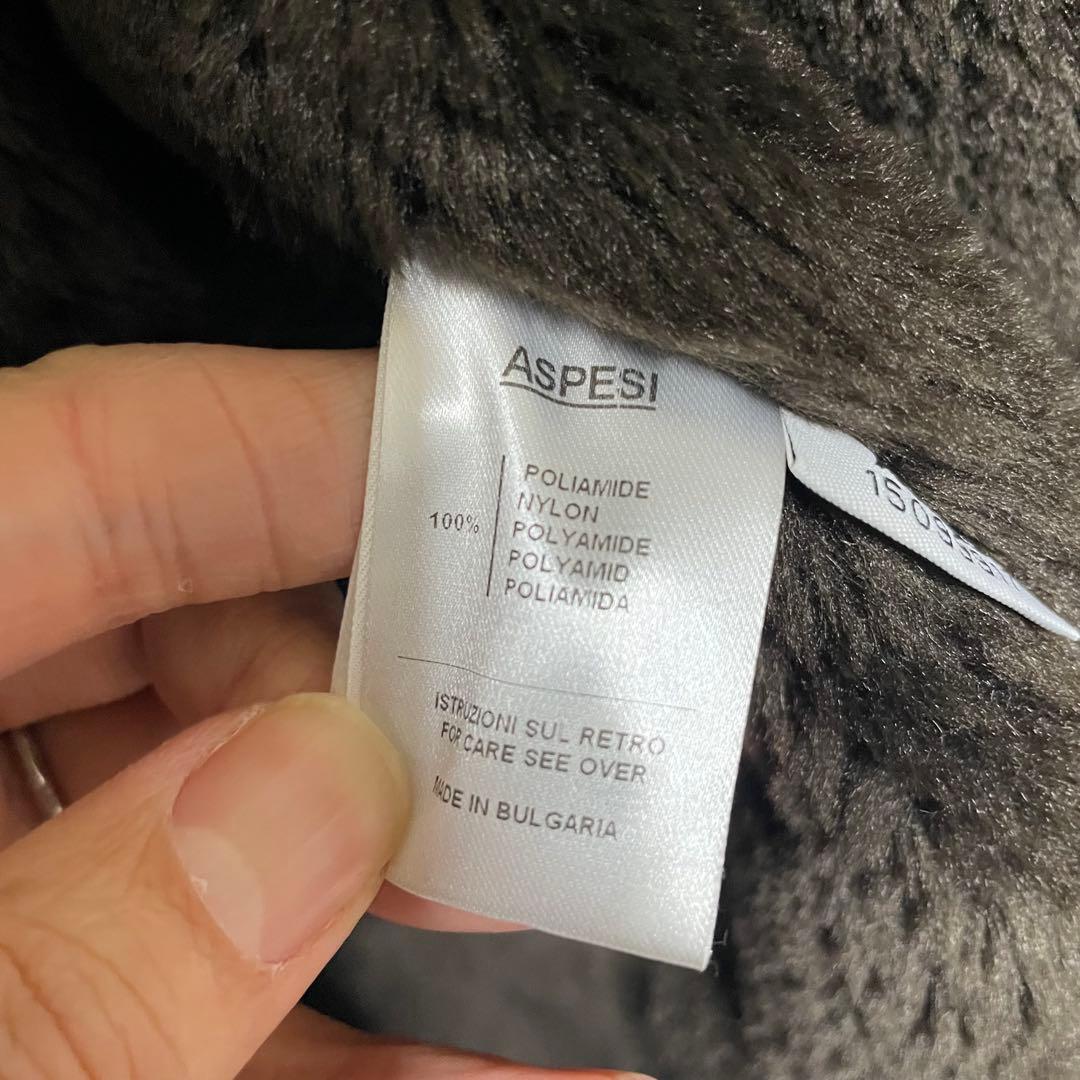 ASPESI
100%
POLIAMIDE
NYLON
POLYAMIDE
POLYAMID
POLIAMIDA
ISTRUZIONI SUL RETRO
FOR CARE SEE OVER
MADE IN BULGARIA